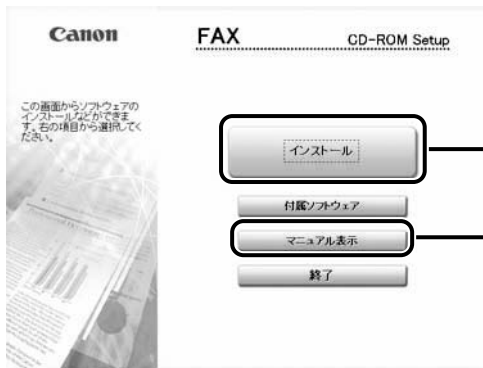 Canon
FAX
CD-ROM Setup
この画面からソフトウェアの
インストールなどができま
す。右の項目から選択してく
ださい。
インストール
付属ソフトウェア
マニュアル表示
終了